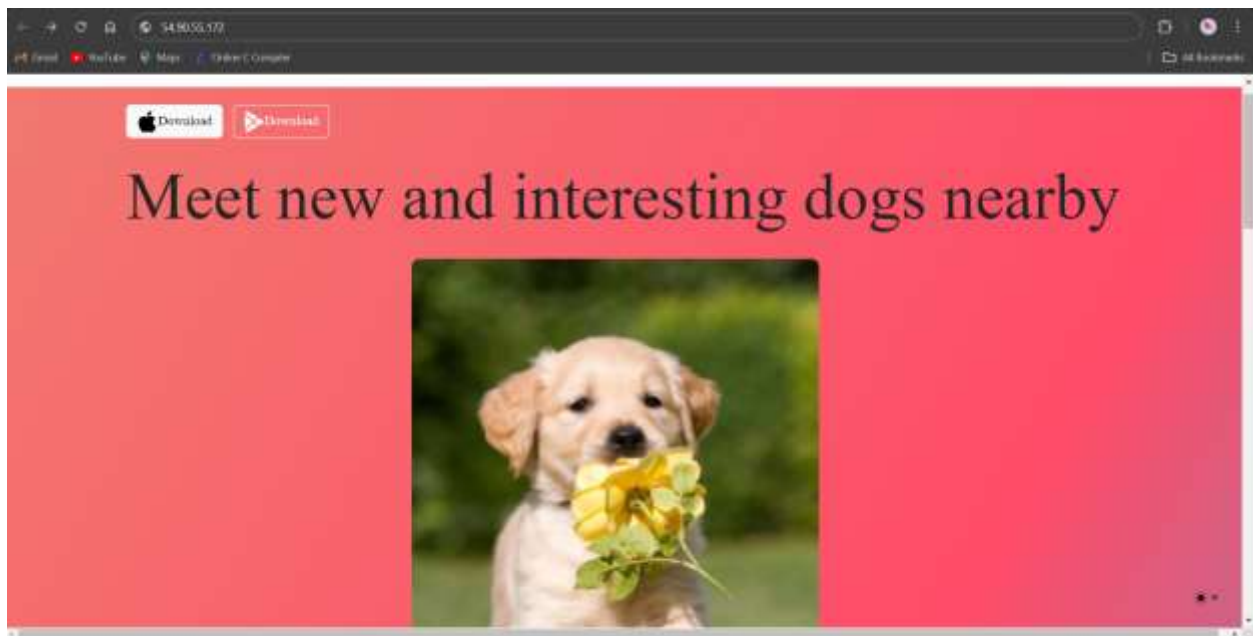 54.90.55.172
Gmail YouTube Maps Online C Compiler All Bookmarks
Download Download
Meet new and interesting dogs nearby